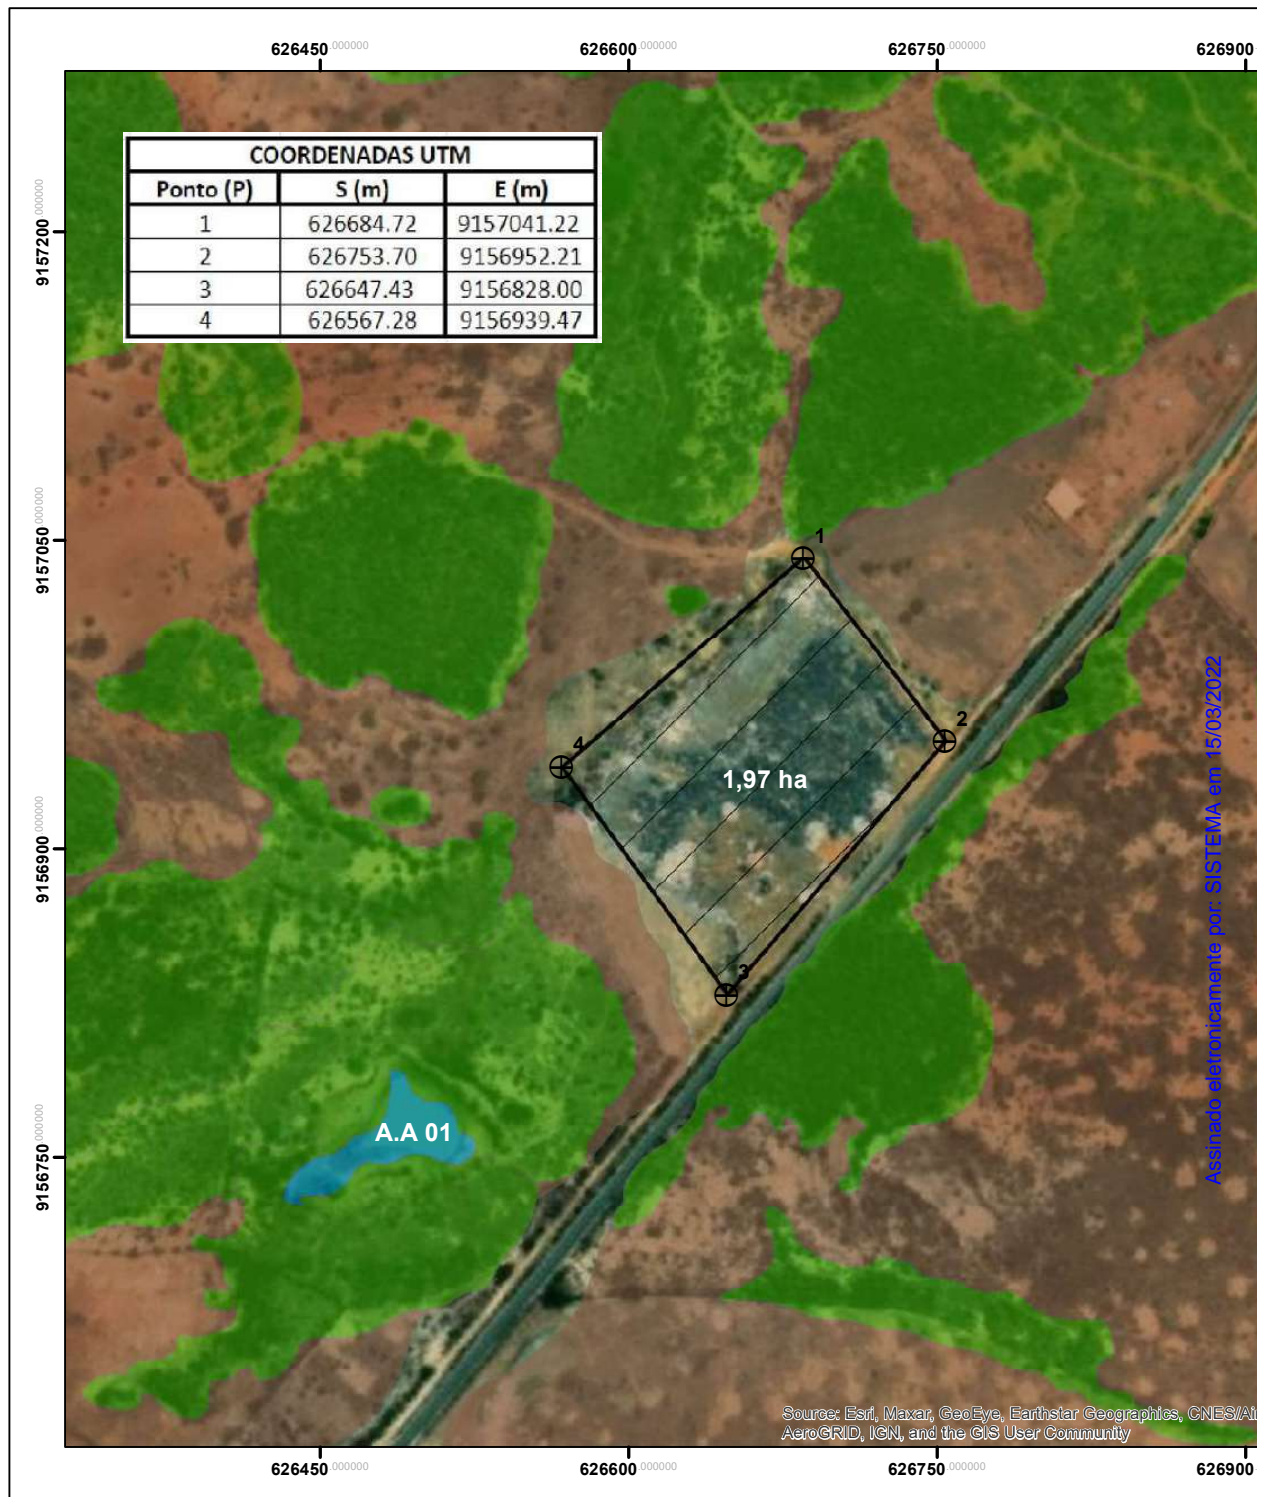 626450.000000 626600.000000 626750.000000 626900
COORDENADAS UTM
Ponto (P) S (m) E (m)
1 626684.72 9157041.22
2 626753.70 9156952.21
3 626647.43 9156828.00
4 626567.28 9156939.47
9157200.000000
9157050.000000
9156900.000000
9156750.000000
1
2
4
1,97 ha
3
A.A 01
Assinado eletronicamente por: SISTEMA em 15/03/2022
Source: Esri, Maxar, GeoEye, Earthstar Geographics, CNES/Ai
AeroGRID, IGN, and the GIS User Community
626450.000000 626600.000000 626750.000000 626900